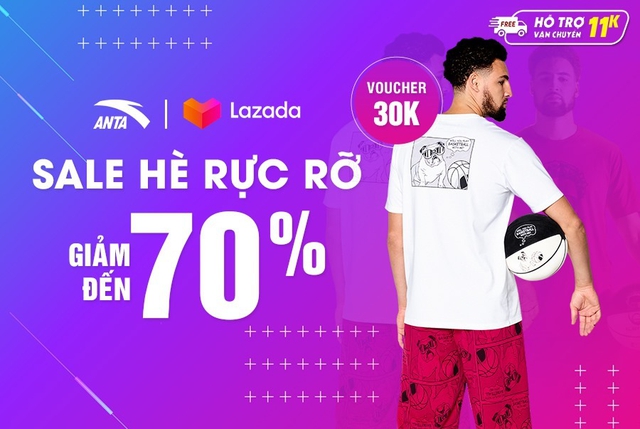 FREE
HỖ TRỢ
VẬN CHUYỂN
11K
ANTA
Lazada
VOUCHER
30K
SALE HÈ RỰC RỠ
GIẢM
ĐẾN
70%